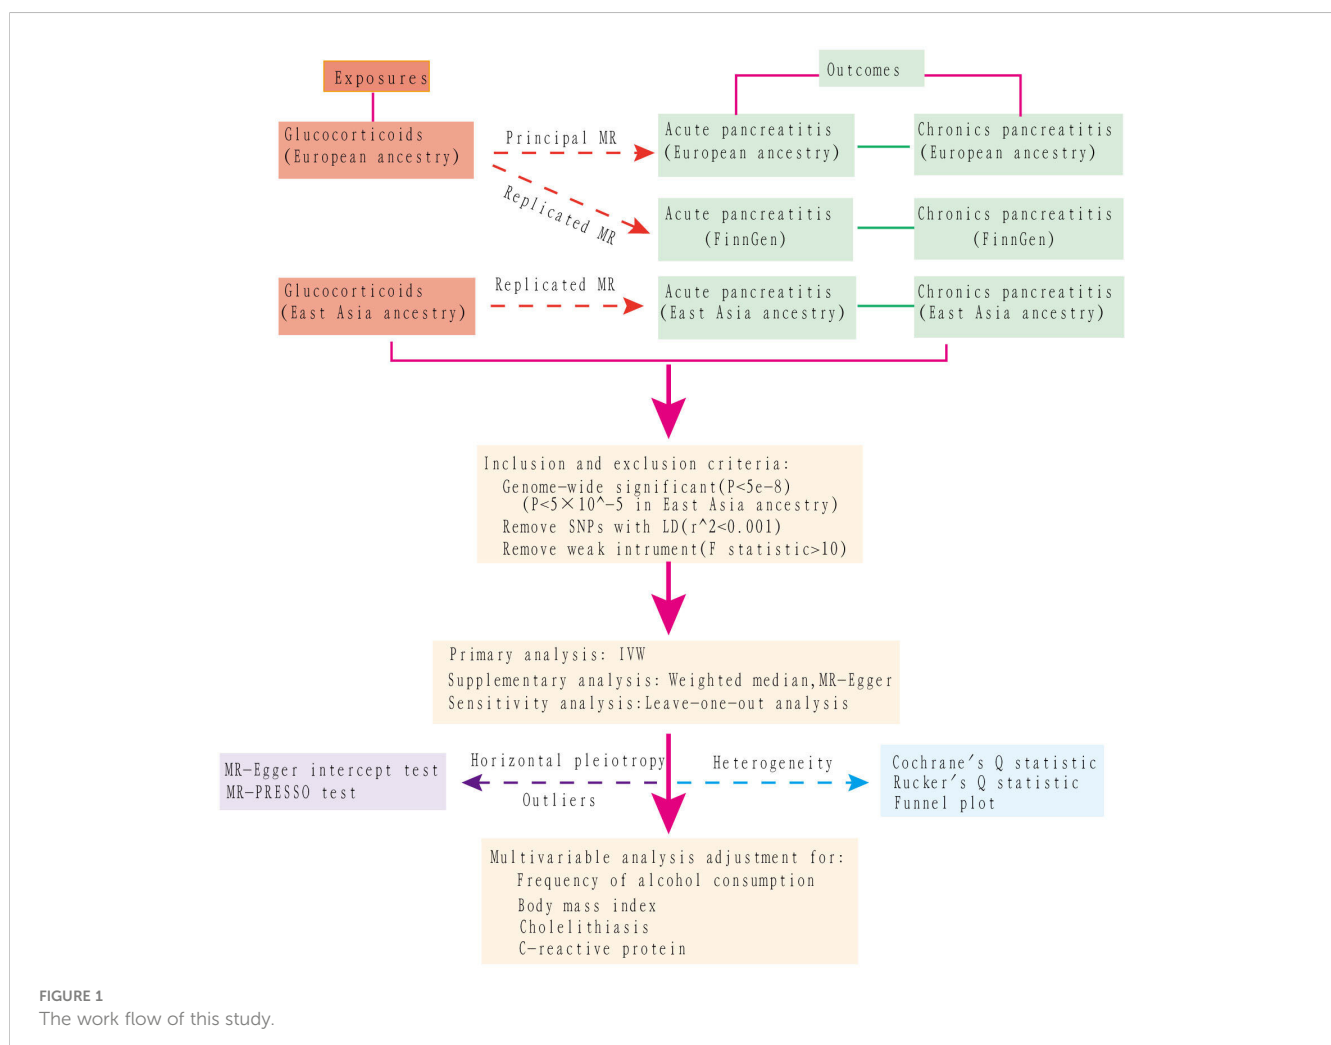 Exposures
Outcomes
Glucocorticoids
(European ancestry)
Principal MR
Acute pancreatitis
(European ancestry)
Chronics pancreatitis
(European ancestry)
Replicated MR
Acute pancreatitis
(FinnGen)
Chronics pancreatitis
(FinnGen)
Glucocorticoids
(East Asia ancestry)
Replicated MR
Acute pancreatitis
(East Asia ancestry)
Chronics pancreatitis
(East Asia ancestry)
Inclusion and exclusion criteria:
Genome-wide significant(P<5e-8)
(P<5×10^-5 in East Asia ancestry)
Remove SNPs with LD(r^2<0.001)
Remove weak intrument(F statistic>10)
Primary analysis: IVW
Supplementary analysis: Weighted median,MR-Egger
Sensitivity analysis:Leave-one-out analysis
MR-Egger intercept test
MR-PRESSO test
Horizontal pleiotropy
Outliers
Heterogeneity
Cochrane's Q statistic
Rucker's Q statistic
Funnel plot
Multivariable analysis adjustment for:
Frequency of alcohol consumption
Body mass index
Cholelithiasis
C-reactive protein
FIGURE 1
The work flow of this study.